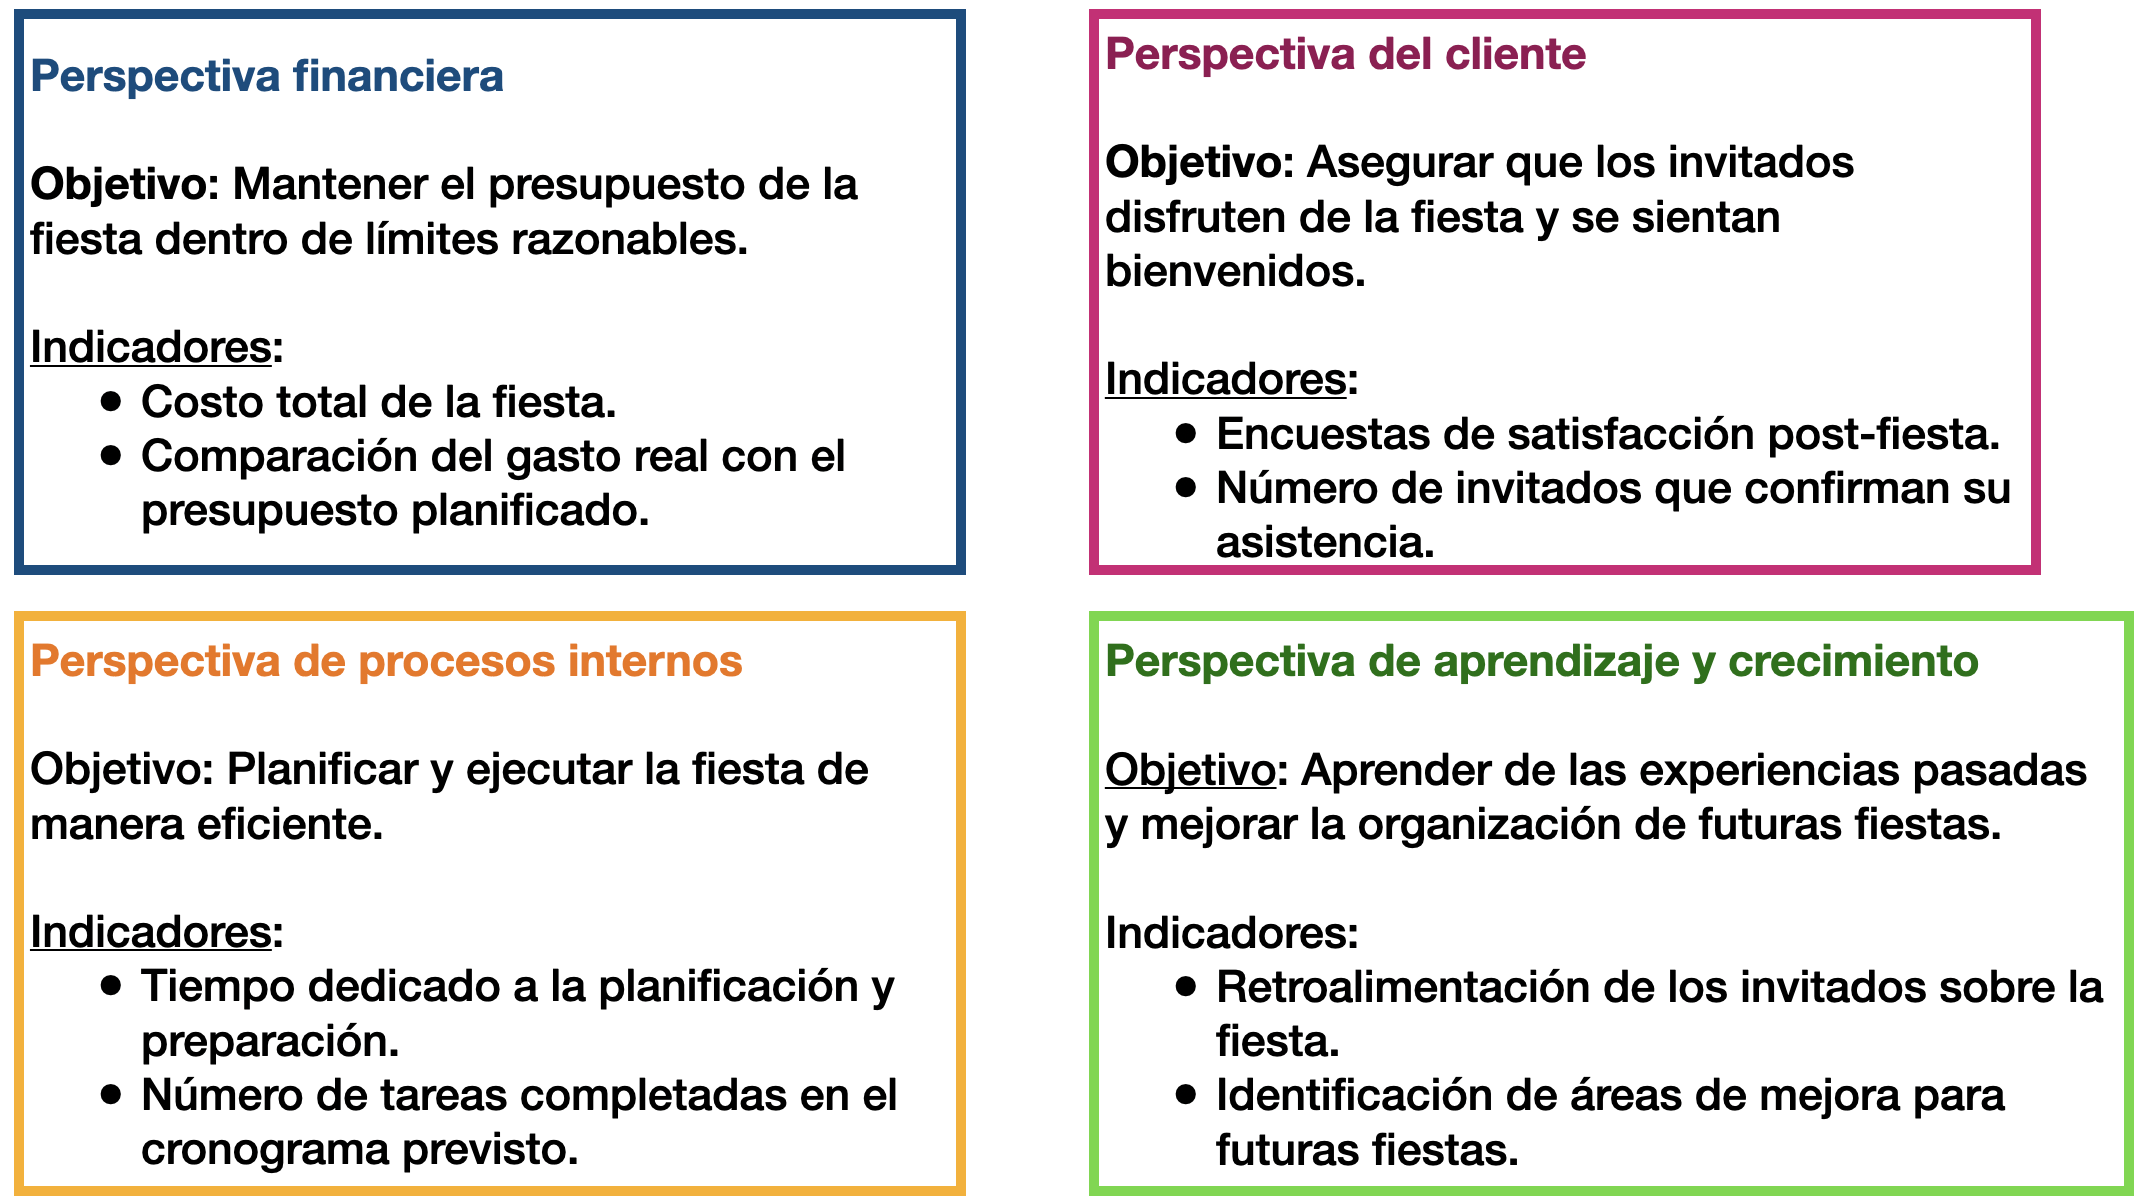 Perspectiva financiera
Objetivo: Mantener el presupuesto de la
fiesta dentro de límites razonables.
Indicadores:
● Costo total de la fiesta.
● Comparación del gasto real con el
presupuesto planificado.
Perspectiva del cliente
Objetivo: Asegurar que los invitados
disfruten de la fiesta y se sientan
bienvenidos.
Indicadores:
● Encuestas de satisfacción post-fiesta.
● Número de invitados que confirman su
asistencia.
Perspectiva de procesos internos
Objetivo: Planificar y ejecutar la fiesta de
manera eficiente.
Indicadores:
● Tiempo dedicado a la planificación y
preparación.
● Número de tareas completadas en el
cronograma previsto.
Perspectiva de aprendizaje y crecimiento
Objetivo: Aprender de las experiencias pasadas
y mejorar la organización de futuras fiestas.
Indicadores:
● Retroalimentación de los invitados sobre la
fiesta.
● Identificación de áreas de mejora para
futuras fiestas.